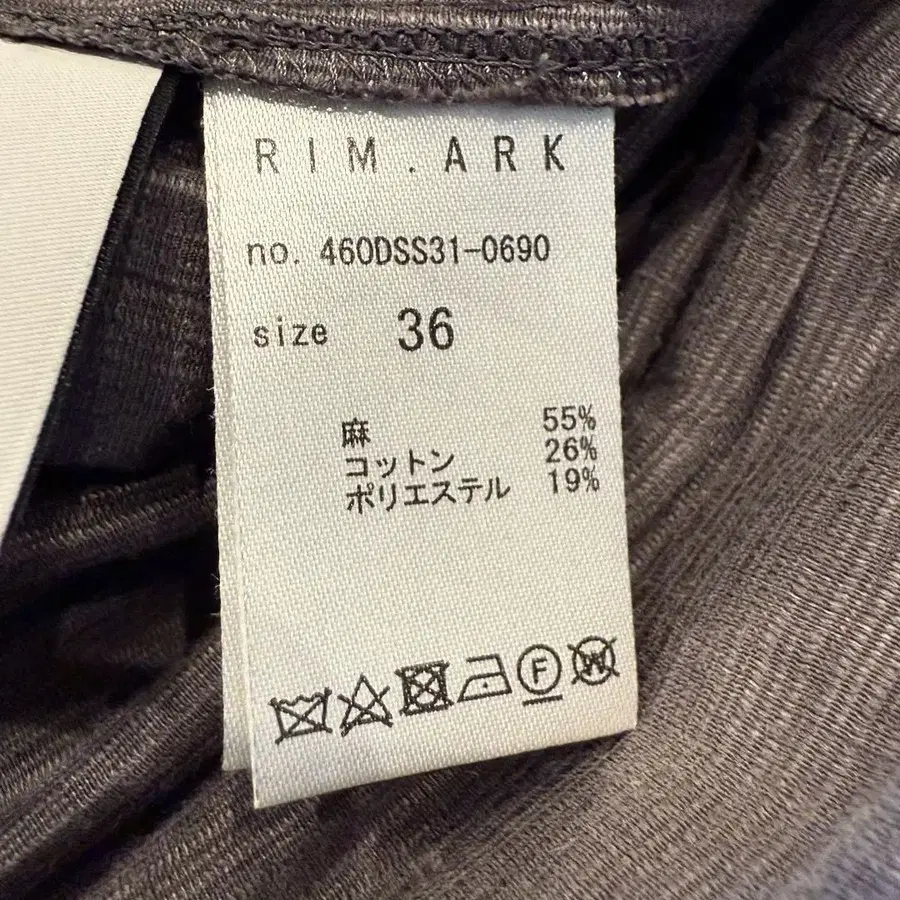 RIM.ARK
no. 460DSS31-0690
size 36
麻 55%
コットン 26%
ポリエステル 19%
F W